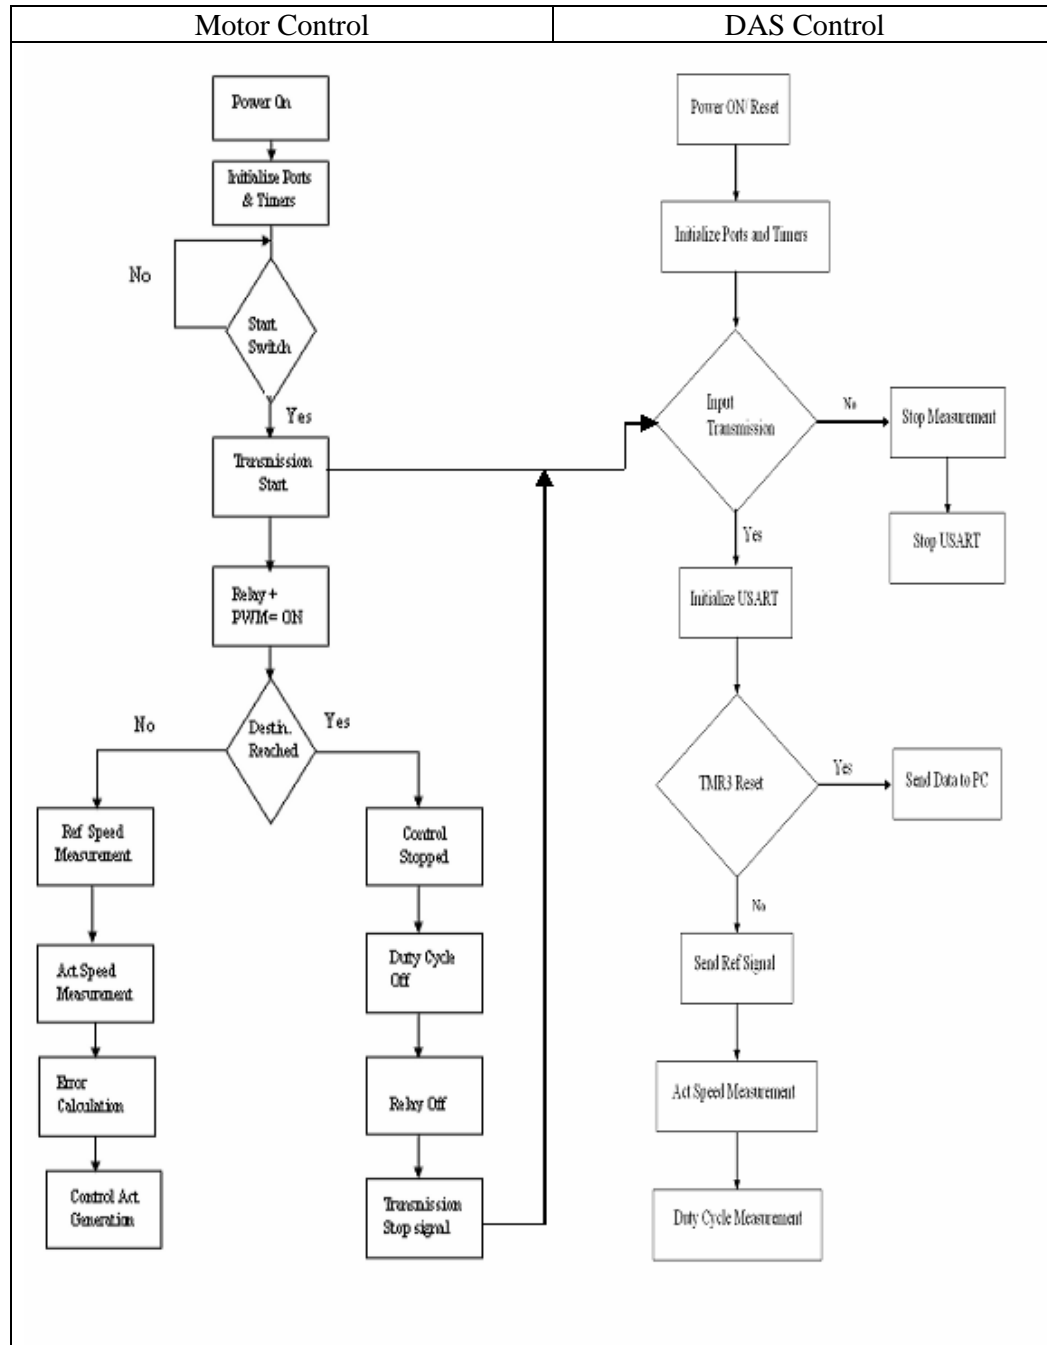 Motor Control
DAS Control
Power On
Initialize Ports
& Timers
No
Start
Switch
Yes
Transmission
Start
Relay +
PWM= ON
No
Destin.
Reached
Yes
Ref Speed
Measurement
Act Speed
Measurement
Error
Calculation
Control Act
Generation
Control
Stopped
Duty Cycle
Off
Relay Off
Transmission
Stop signal
Power ON/ Reset
Initialize Ports and Timers
Input
Transmission
No
Stop Measurement
Stop USART
Yes
Initialize USART
TMR3 Reset
Yes
Send Data to PC
No
Send Ref Signal
Act Speed Measurement
Duty Cycle Measurement